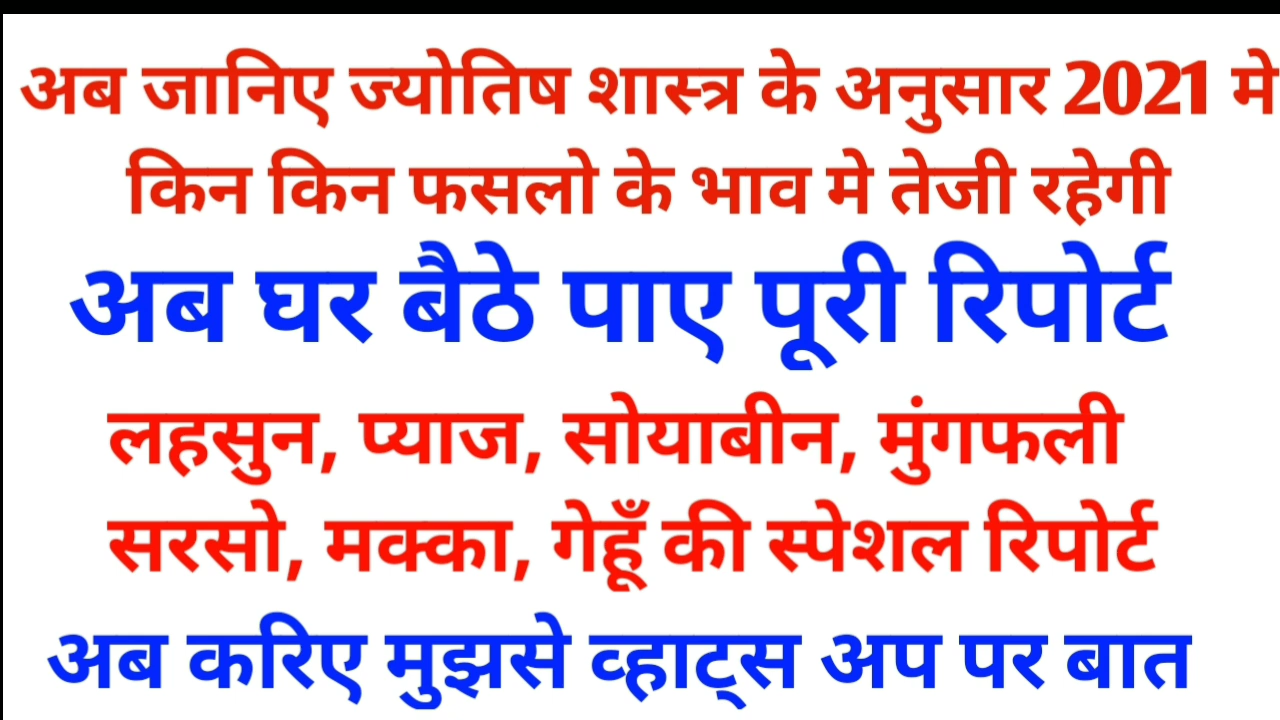 अब जानिए ज्योतिष शास्त्र के अनुसार 2021 मे
किन किन फसलो के भाव मे तेजी रहेगी
अब घर बैठे पाए पूरी रिपोर्ट
लहसुन, प्याज, सोयाबीन, मुंगफली
सरसो, मक्का, गेहूँ की स्पेशल रिपोर्ट
अब करिए मुझसे व्हाट्स अप पर बात